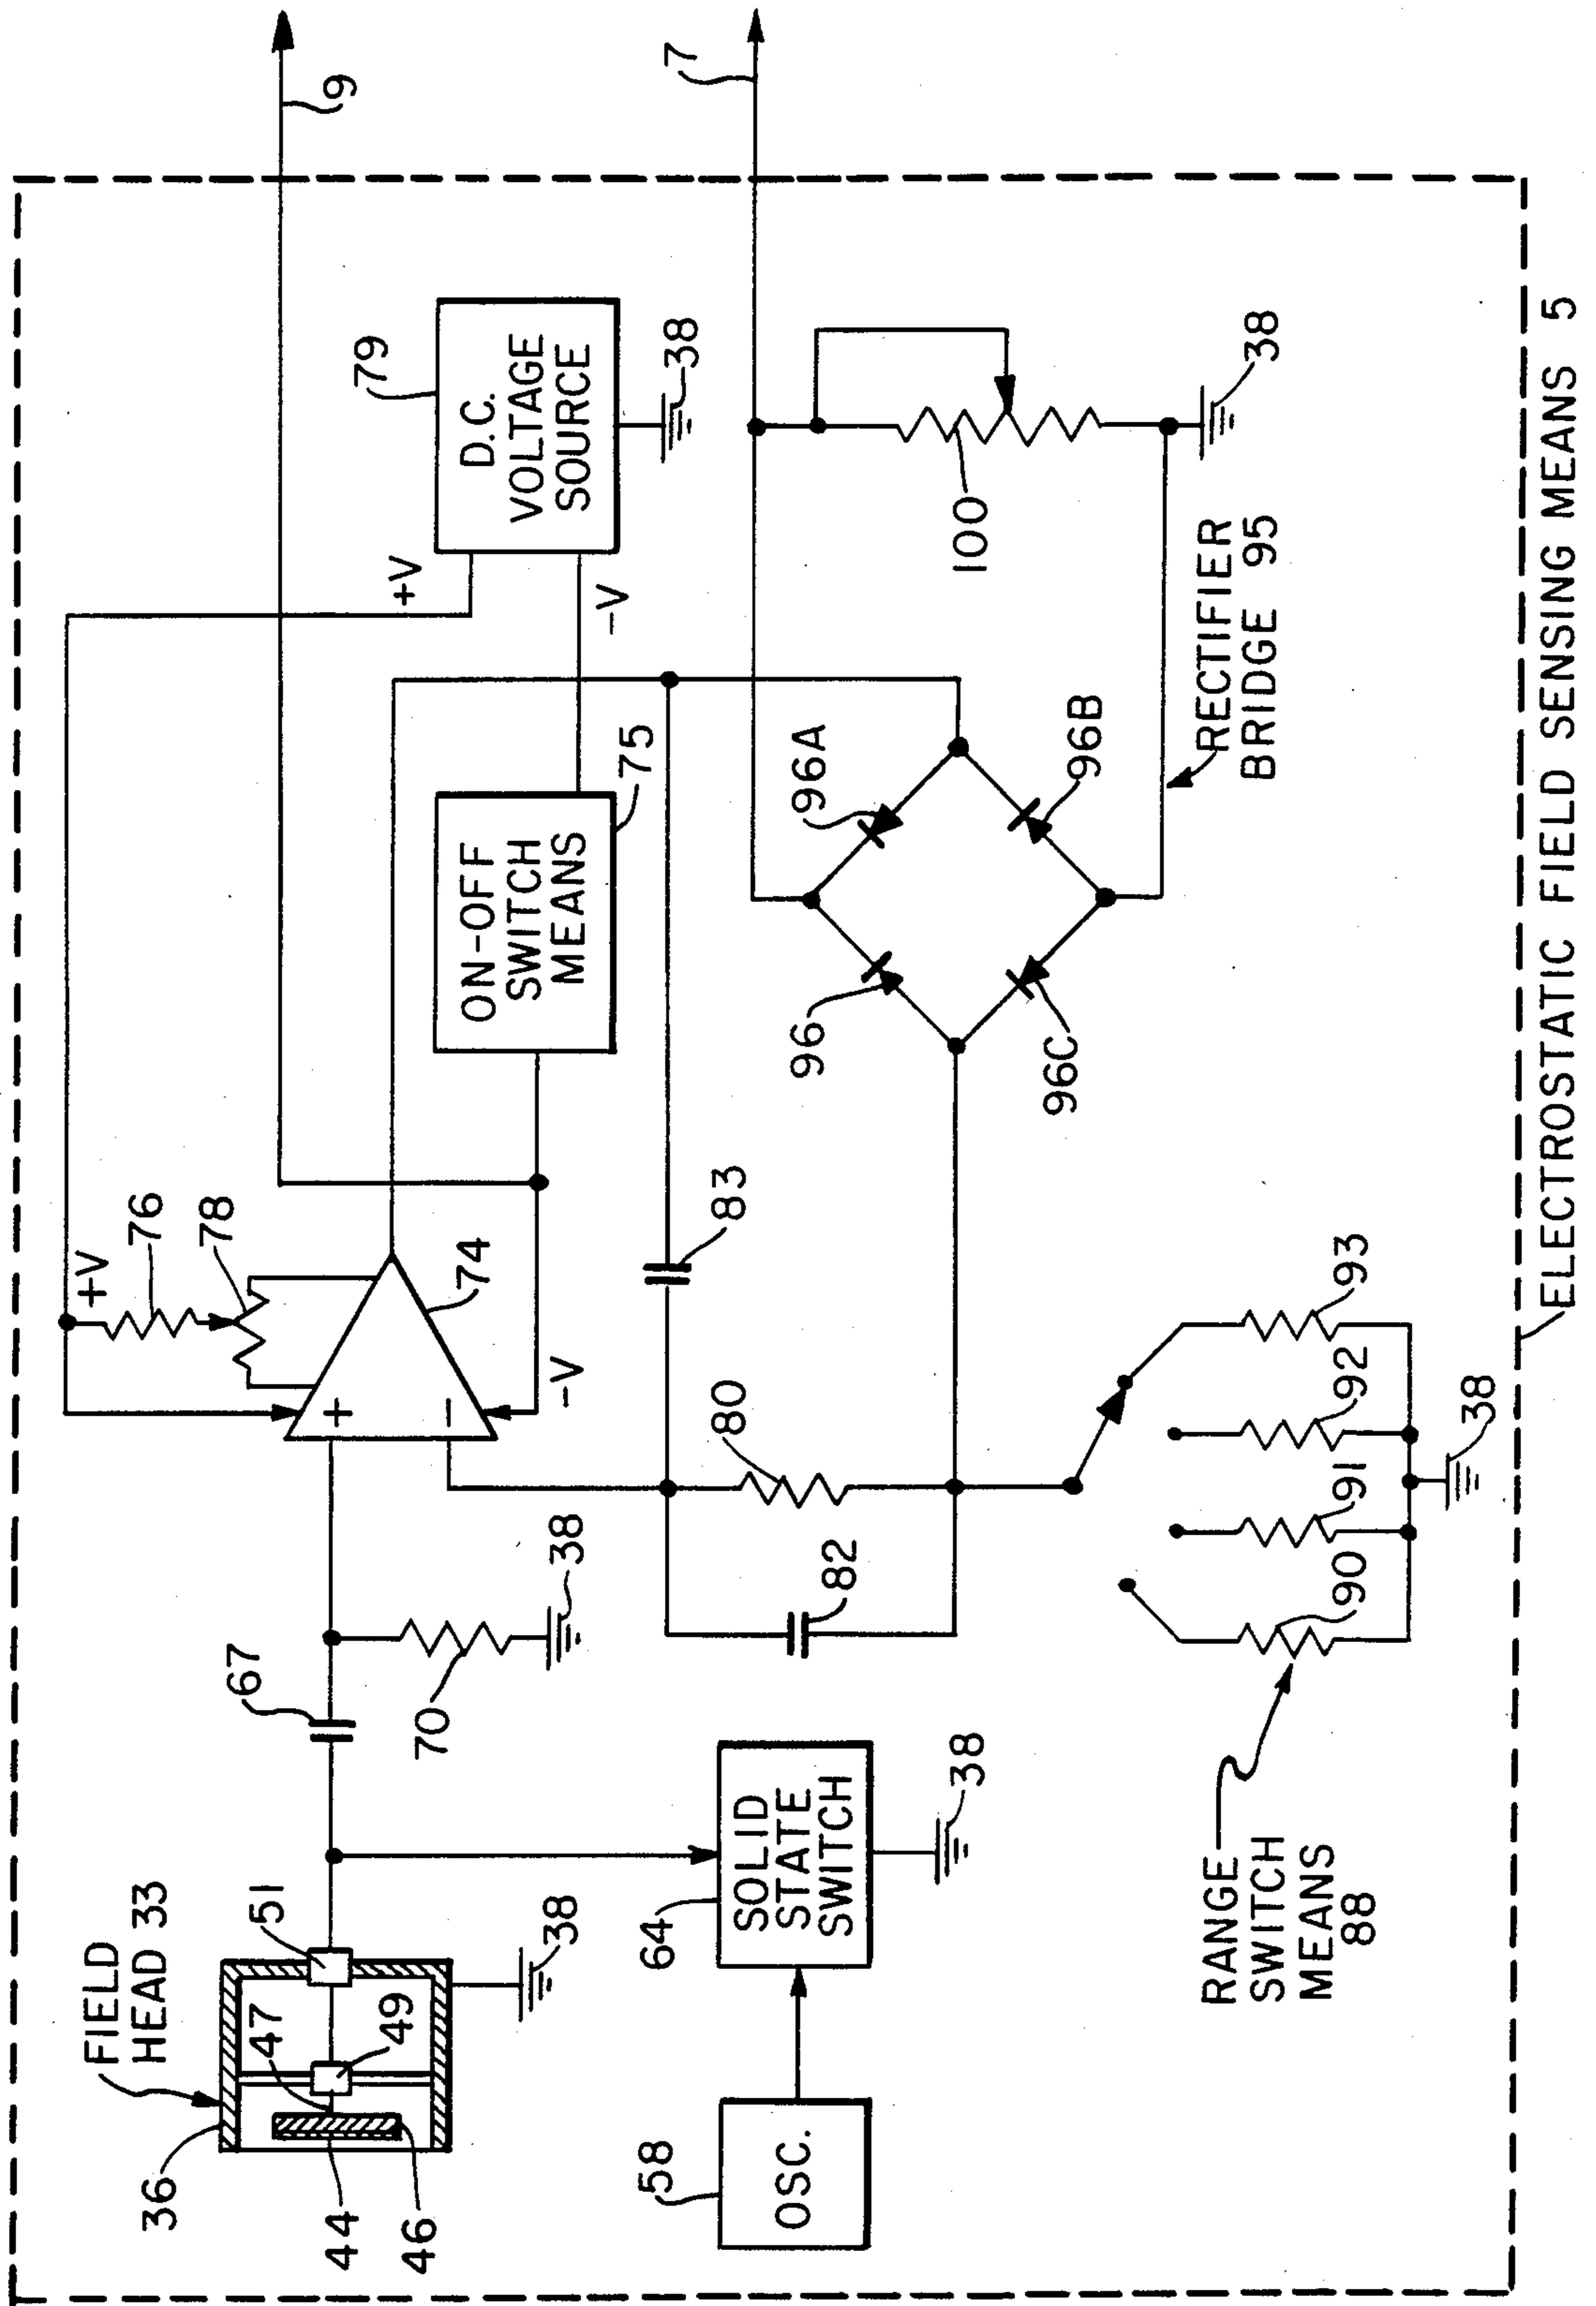 9
7
+V
76
78
79
D.C.
VOLTAGE
SOURCE
38
+V
-V
FIELD
HEAD 33
51
67
+
-
74
ON-OFF
SWITCH
MEANS
75
36
47
49
44
46
38
70
38
-V
83
80
82
96A
96B
96
96C
100
38
RECTIFIER
BRIDGE 95
58
OSC.
64
SOLID
STATE
SWITCH
38
RANGE
SWITCH
MEANS
88
90
91
92
93
38
ELECTROSTATIC FIELD SENSING MEANS 5